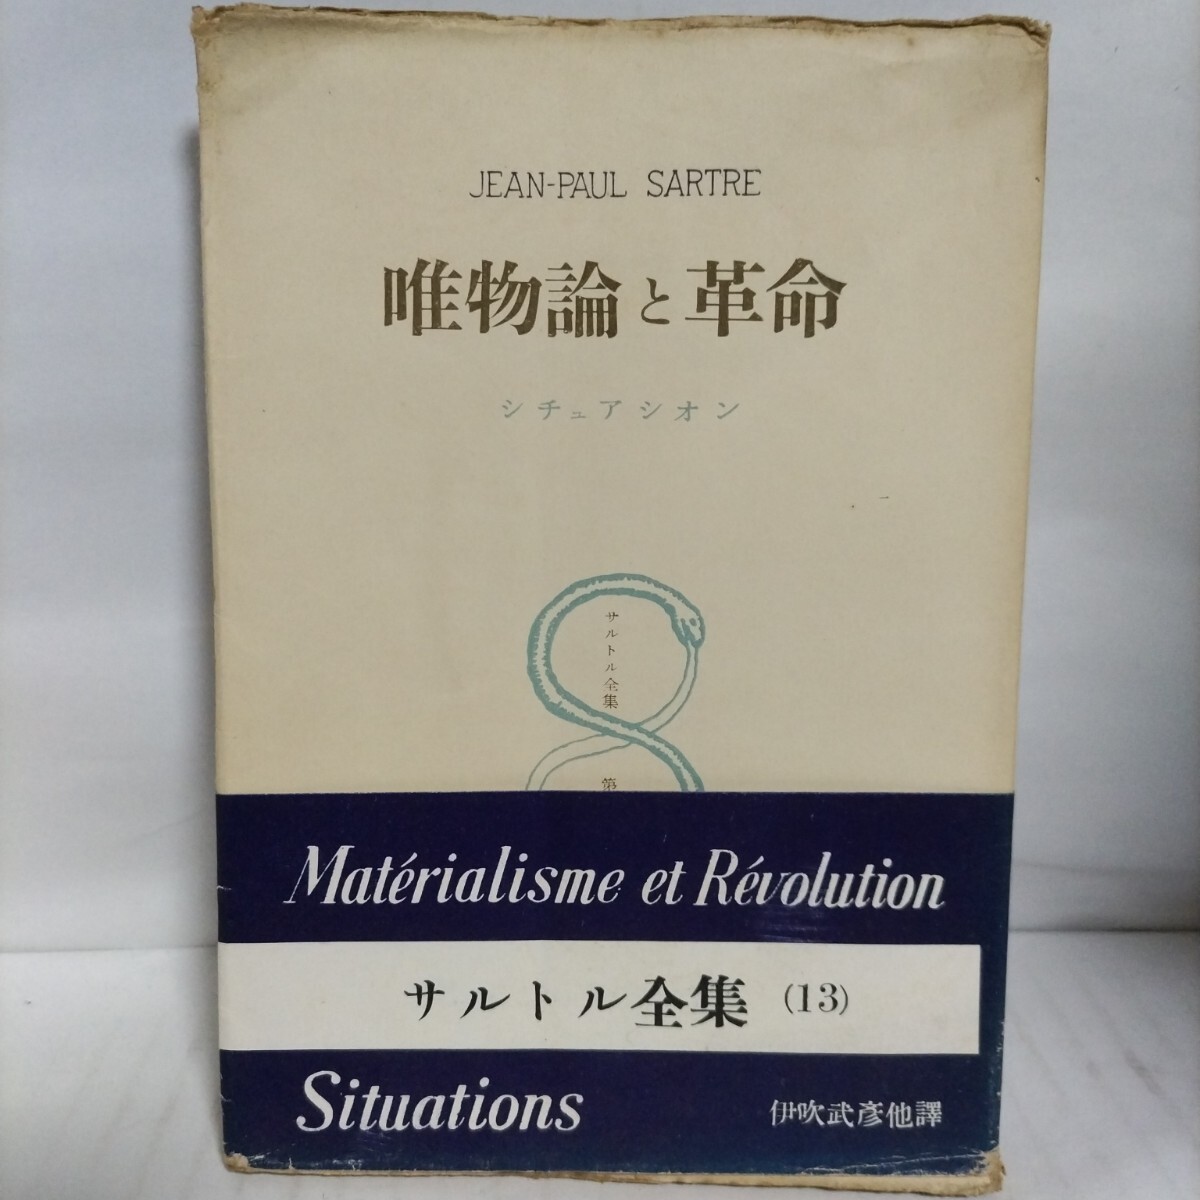 JEAN-PAUL SARTRE
唯物論と革命
シチュアシオン
サルトル全集
第
Matérialisme et Révolution
サルトル全集 (13)
Situations
伊吹武彦他譯